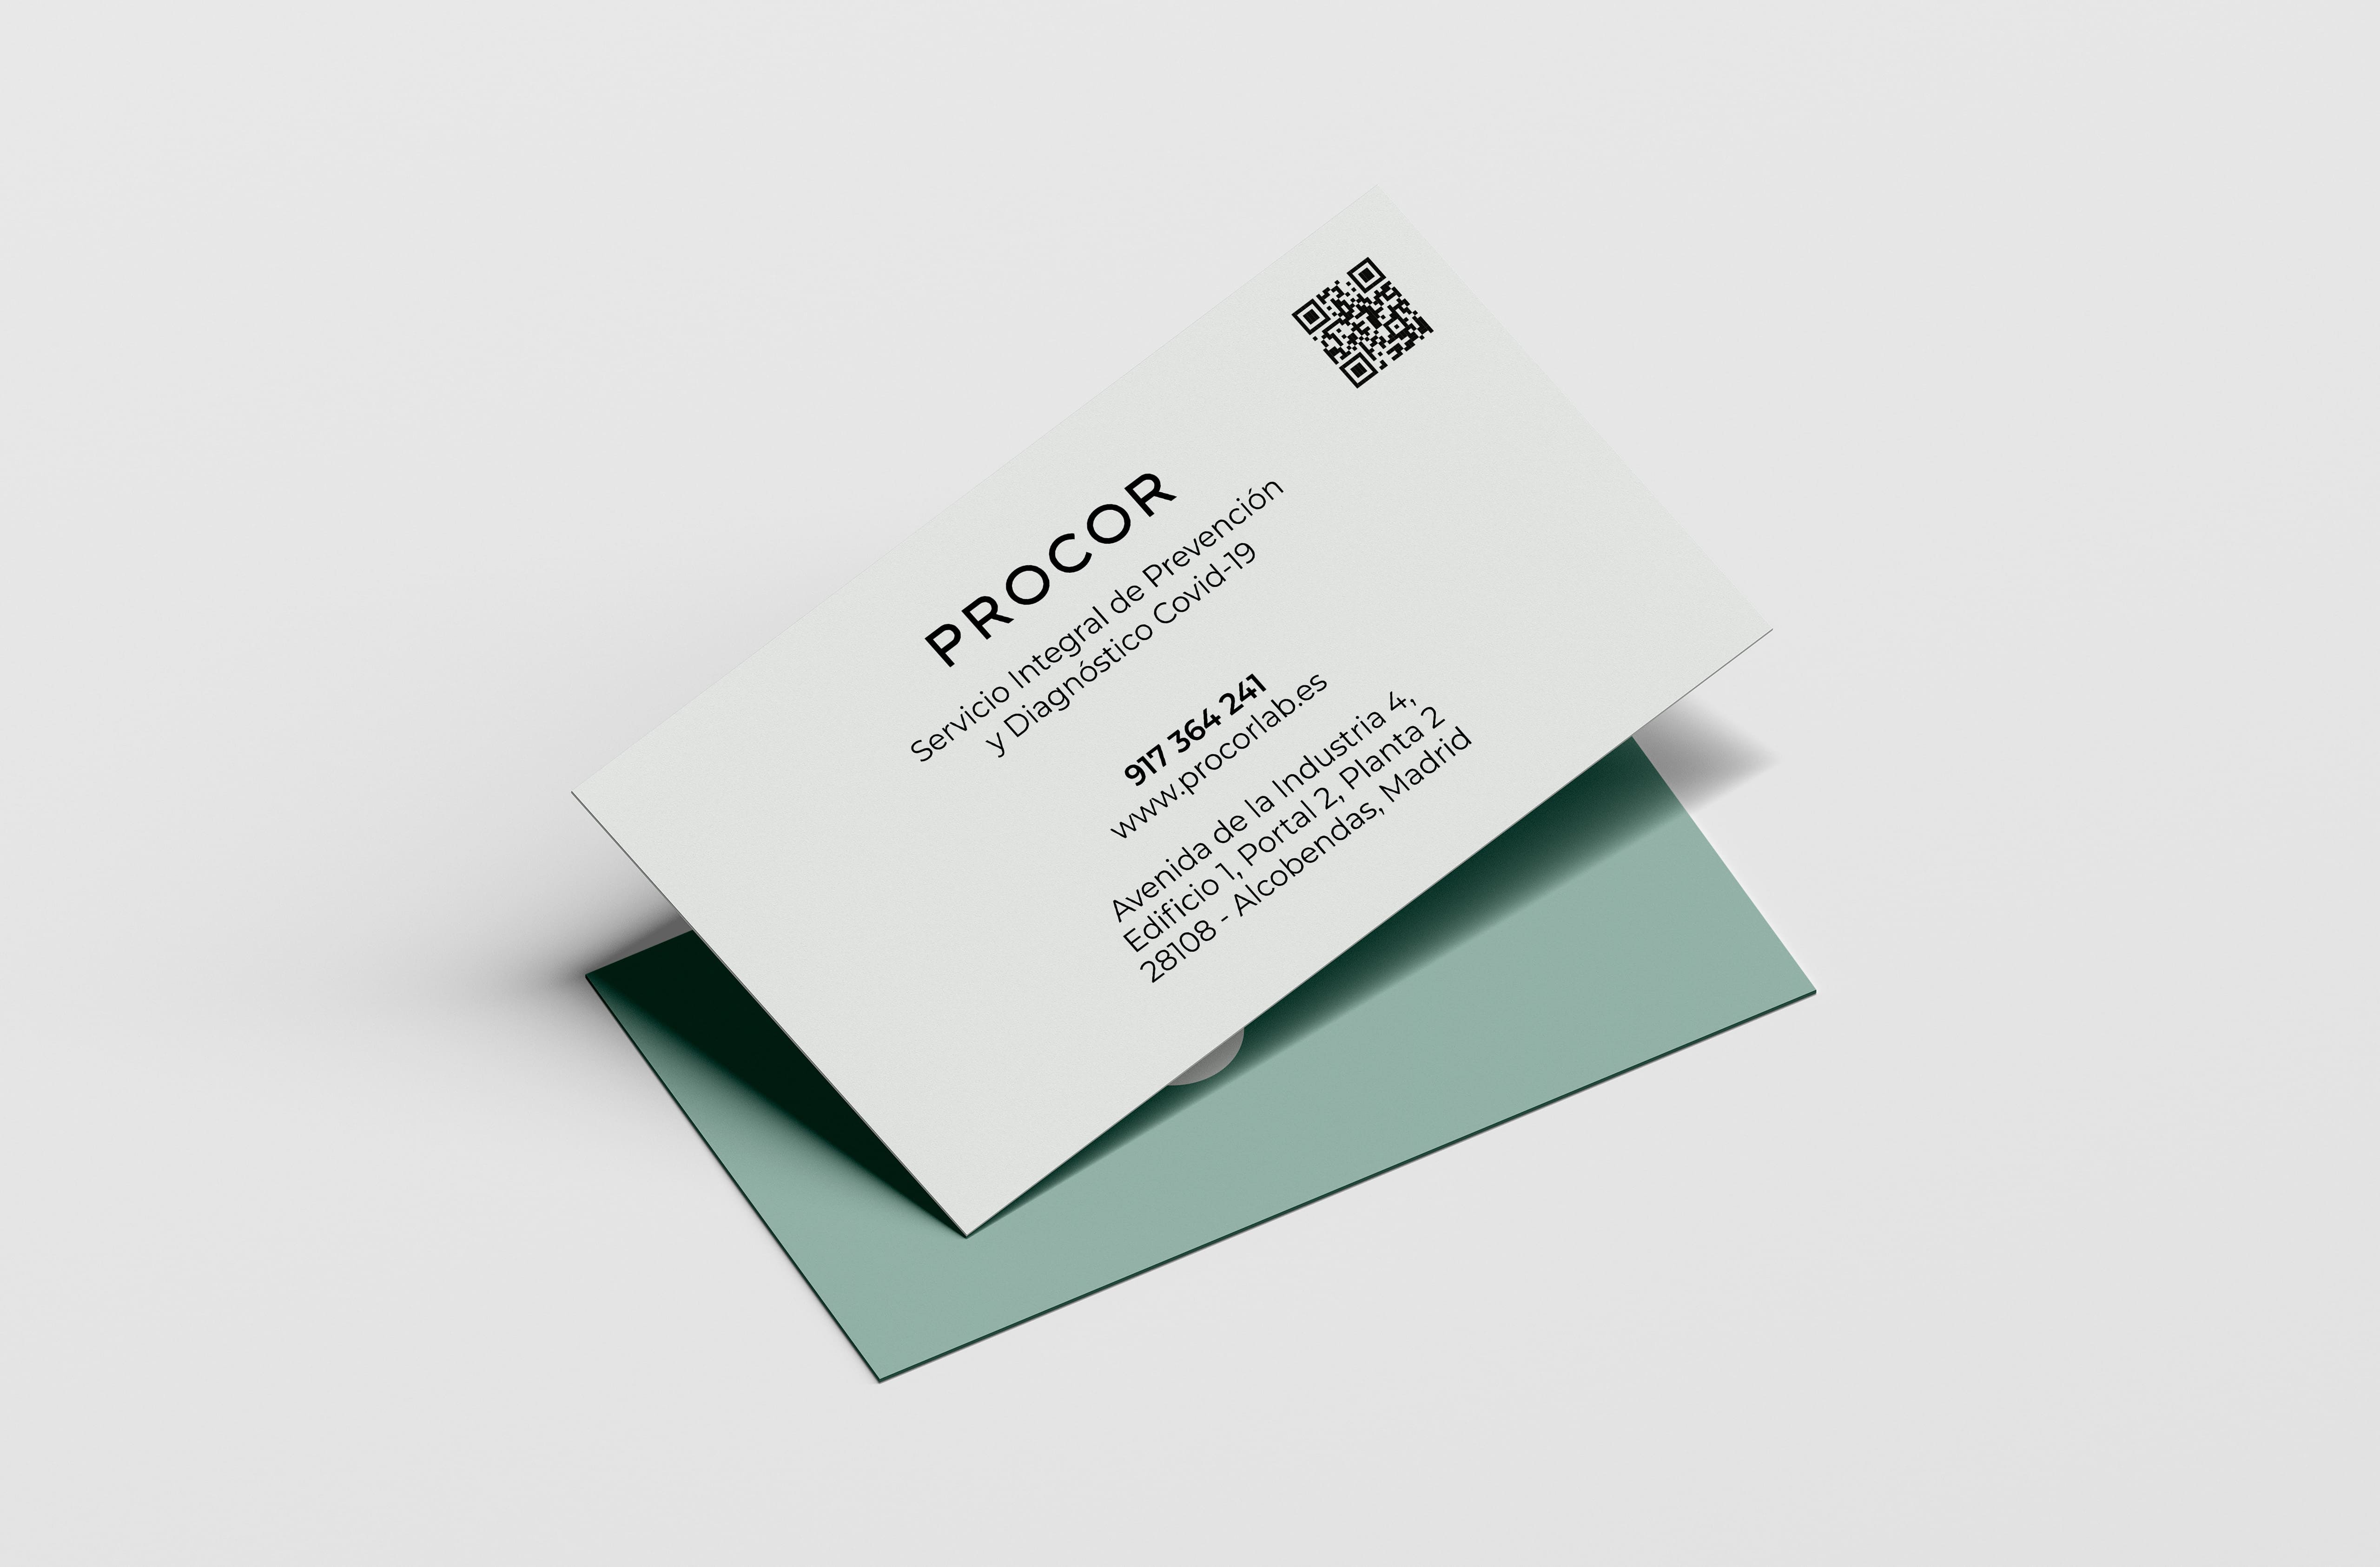 PROCOR
Servicio Integral de Prevención
y Diagnóstico Covid-19
917 364 241
www.procorlab.es
Avenida de la Industria 4,
Edificio 1, Portal 2, Planta 2
28108 - Alcobendas, Madrid